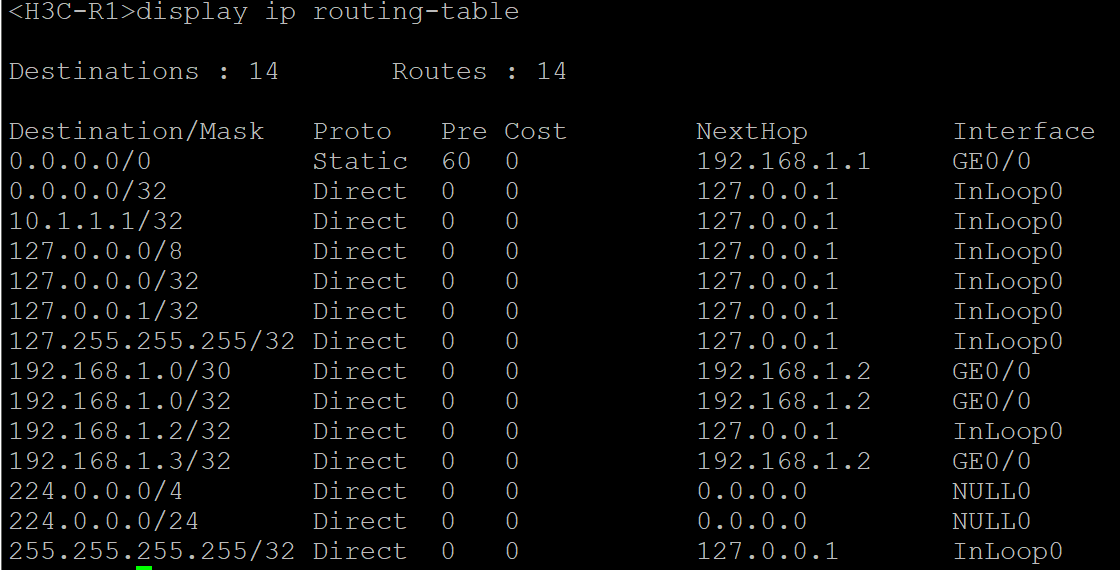 <H3C-R1>display ip routing-table
Destinations : 14 Routes : 14
Destination/Mask Proto Pre Cost NextHop Interface
0.0.0.0/0 Static 60 0 192.168.1.1 GE0/0
0.0.0.0/32 Direct 0 0 127.0.0.1 InLoop0
10.1.1.1/32 Direct 0 0 127.0.0.1 InLoop0
127.0.0.0/8 Direct 0 0 127.0.0.1 InLoop0
127.0.0.0/32 Direct 0 0 127.0.0.1 InLoop0
127.0.0.1/32 Direct 0 0 127.0.0.1 InLoop0
127.255.255.255/32 Direct 0 0 127.0.0.1 InLoop0
192.168.1.0/30 Direct 0 0 192.168.1.2 GE0/0
192.168.1.0/32 Direct 0 0 192.168.1.2 GE0/0
192.168.1.2/32 Direct 0 0 127.0.0.1 InLoop0
192.168.1.3/32 Direct 0 0 192.168.1.2 GE0/0
224.0.0.0/4 Direct 0 0 0.0.0.0 NULL0
224.0.0.0/24 Direct 0 0 0.0.0.0 NULL0
255.255.255.255/32 Direct 0 0 127.0.0.1 InLoop0